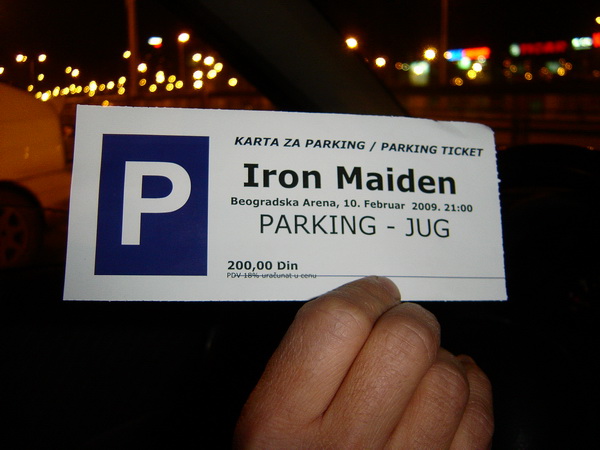 P
KARTA ZA PARKING / PARKING TICKET
Iron Maiden
Beogradska Arena, 10. Februar 2009. 21:00
PARKING - JUG
200,00 Din
PDV 18% uračunat u cenu